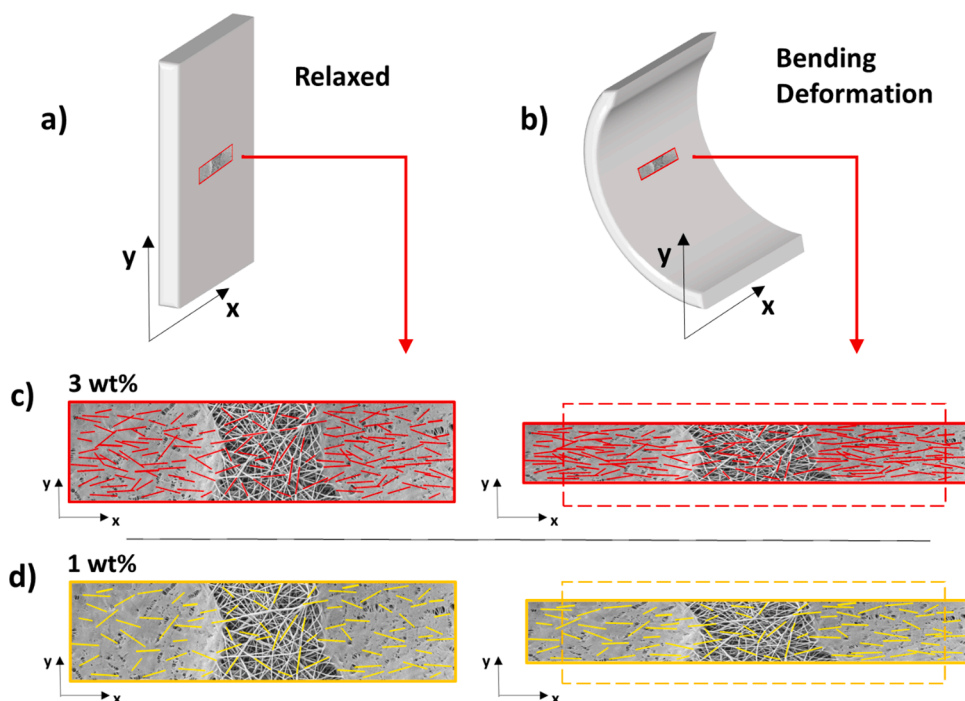 Relaxed
a)
y
x
Bending
Deformation
b)
y
x
3 wt%
c)
y
x
y
x
1 wt%
d)
y
x
y
x